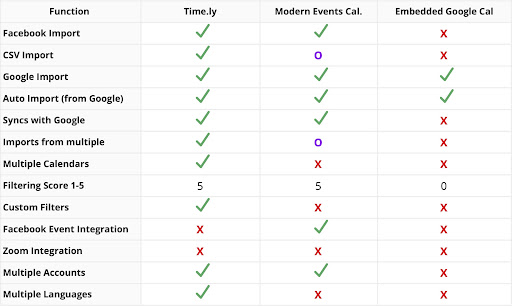 Function Time.ly Modern Events Cal. Embedded Google Cal
Facebook Import ✓ ✓ X
CSV Import ✓ O X
Google Import ✓ ✓ ✓
Auto Import (from Google) ✓ ✓ ✓
Syncs with Google ✓ ✓ X
Imports from multiple ✓ O X
Multiple Calendars ✓ X X
Filtering Score 1-5 5 5 0
Custom Filters ✓ X X
Facebook Event Integration X ✓ X
Zoom Integration X X X
Multiple Accounts ✓ ✓ X
Multiple Languages ✓ X X